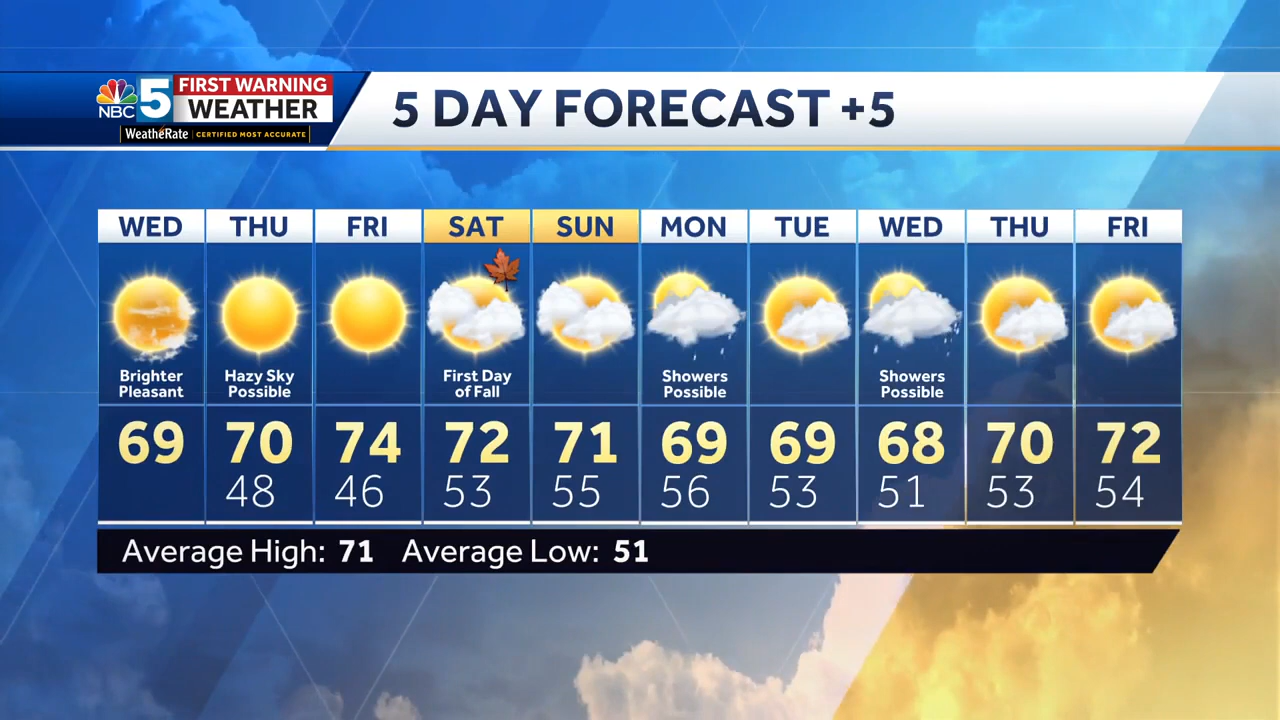 NBC 5 FIRST WARNING
WEATHER
WeatheRate | CERTIFIED MOST ACCURATE
5 DAY FORECAST +5
WED THU FRI SAT SUN MON TUE WED THU FRI
Brighter Hazy Sky First Day Showers Showers
Pleasant Possible of Fall Possible Possible
69 70 74 72 71 69 69 68 70 72
48 46 53 55 56 53 51 53 54
Average High: 71 Average Low: 51